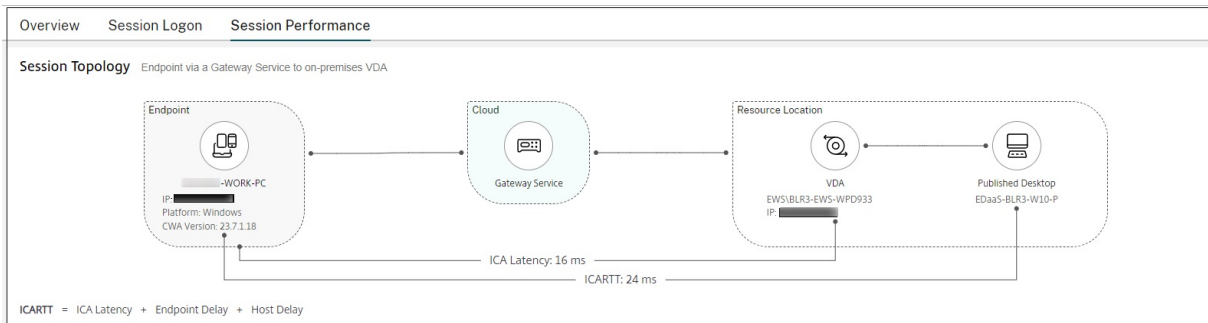 Overview Session Logon Session Performance
Session Topology Endpoint via a Gateway Service to on-premises VDA
Endpoint
-WORK-PC
IP:
Platform: Windows
CWA Version: 23.7.1.18
Cloud
Gateway Service
Resource Location
VDA
EWS\BLR3-EWS-WPD933
IP:
Published Desktop
EDaaS-BLR3-W10-P
ICA Latency: 16 ms
ICARTT: 24 ms
ICARTT = ICA Latency + Endpoint Delay + Host Delay